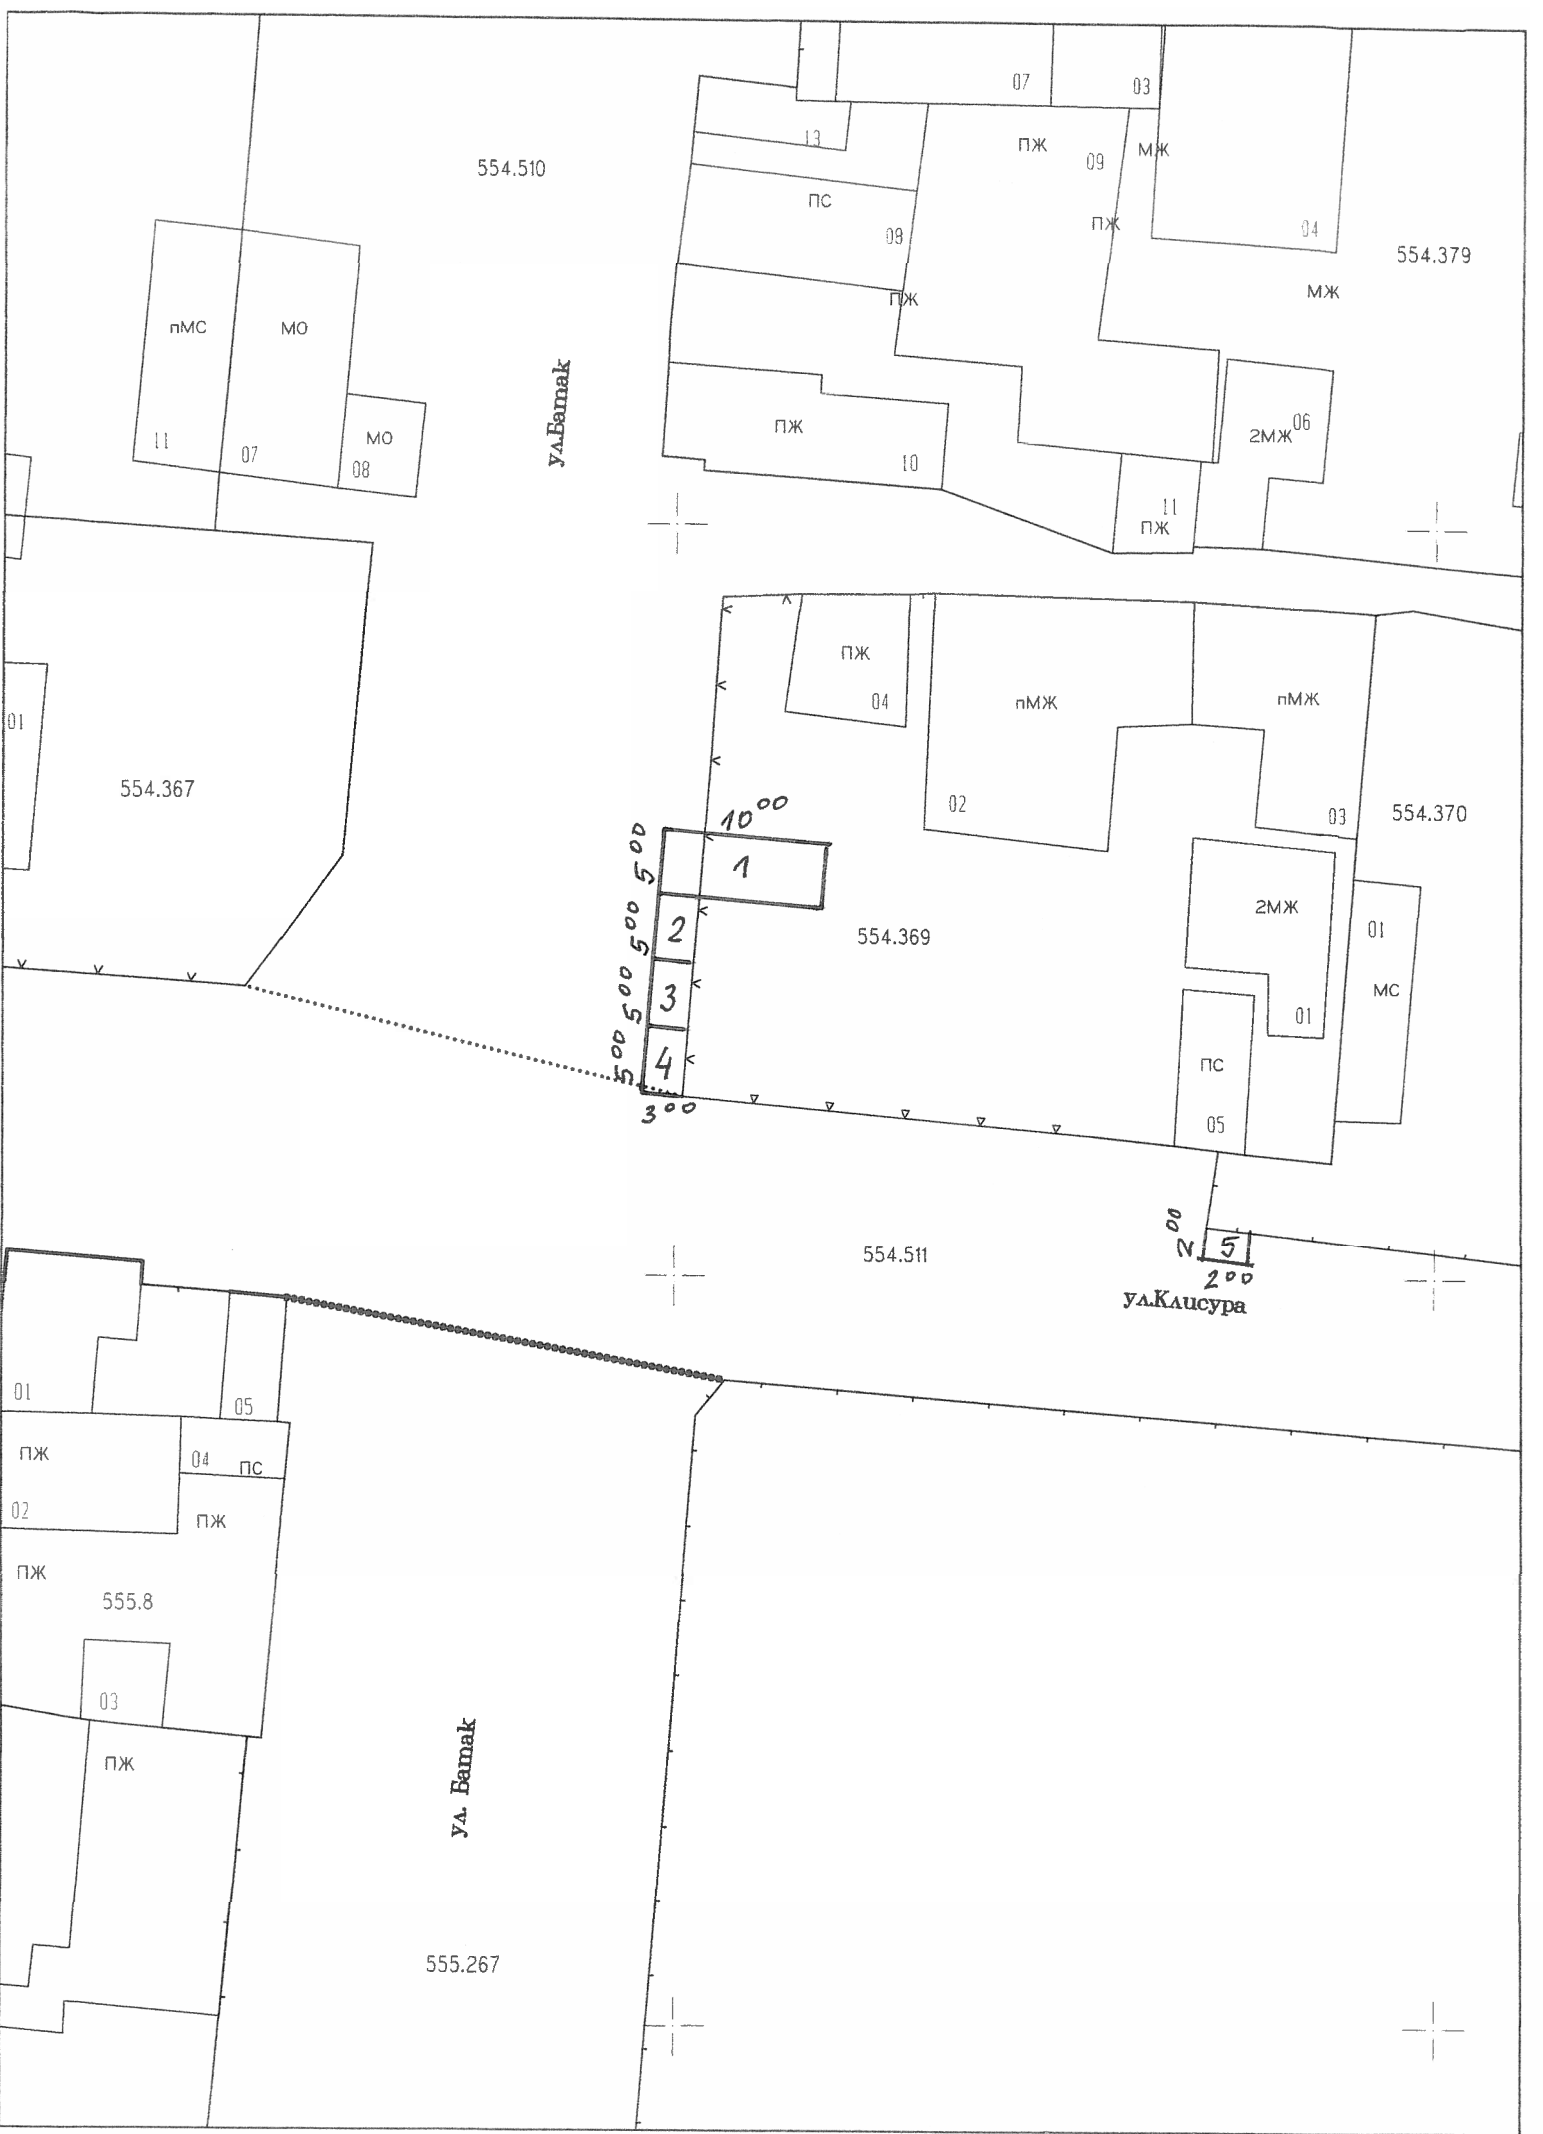 07
03
13
ПЖ
09
МЖ
554.510
ПС
08
ПЖ
04
554.379
МЖ
ПЖ
пМС
МО
11
07
МО
08
ул.Батак
ПЖ
10
2МЖ
06
11
ПЖ
01
554.367
ПЖ
04
пМЖ
02
пМЖ
03
554.370
10⁰⁰
5⁰⁰
1
5⁰⁰
2
5⁰⁰
3
5⁰⁰
4
3⁰⁰
554.369
2МЖ
01
01
МС
ПС
05
2⁰⁰
5
2⁰⁰
554.511
ул.Клисура
01
05
ПЖ
04
ПС
02
ПЖ
ПЖ
555.8
03
ПЖ
ул. Батак
555.267